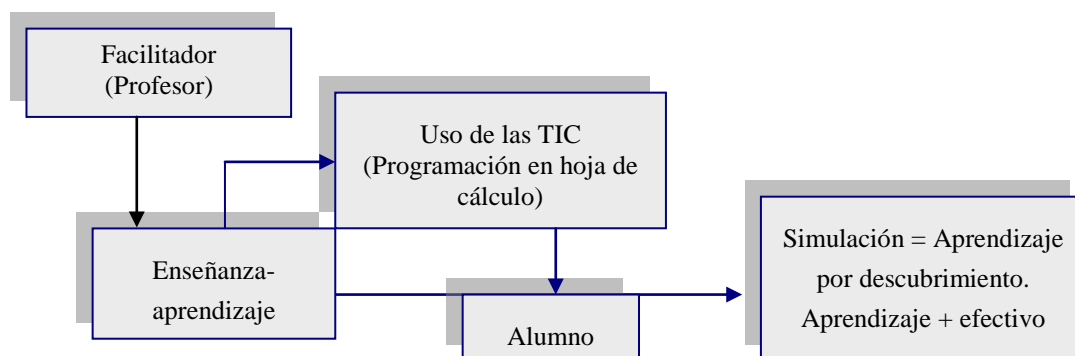 Facilitador
(Profesor)
Uso de las TIC
(Programación en hoja de
cálculo)
Enseñanza-
aprendizaje
Alumno
Simulación = Aprendizaje
por descubrimiento.
Aprendizaje + efectivo